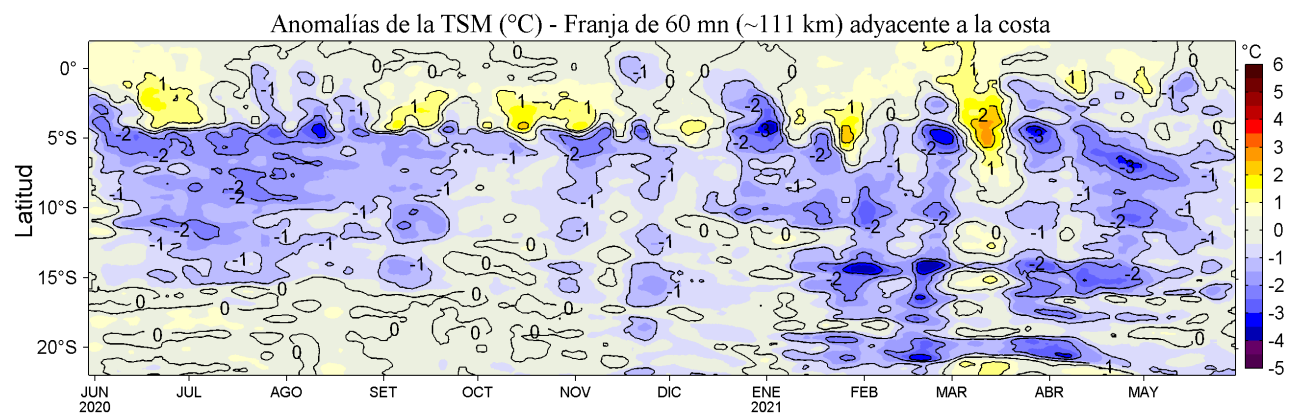 Anomalías de la TSM (°C) - Franja de 60 mn (~111 km) adyacente a la costa
°C
Latitud
0°
5°S
10°S
15°S
20°S
JUN JUL AGO SET OCT NOV DIC ENE FEB MAR ABR MAY
2020 2021
6
5
4
3
2
1
0
-1
-2
-3
-4
-5